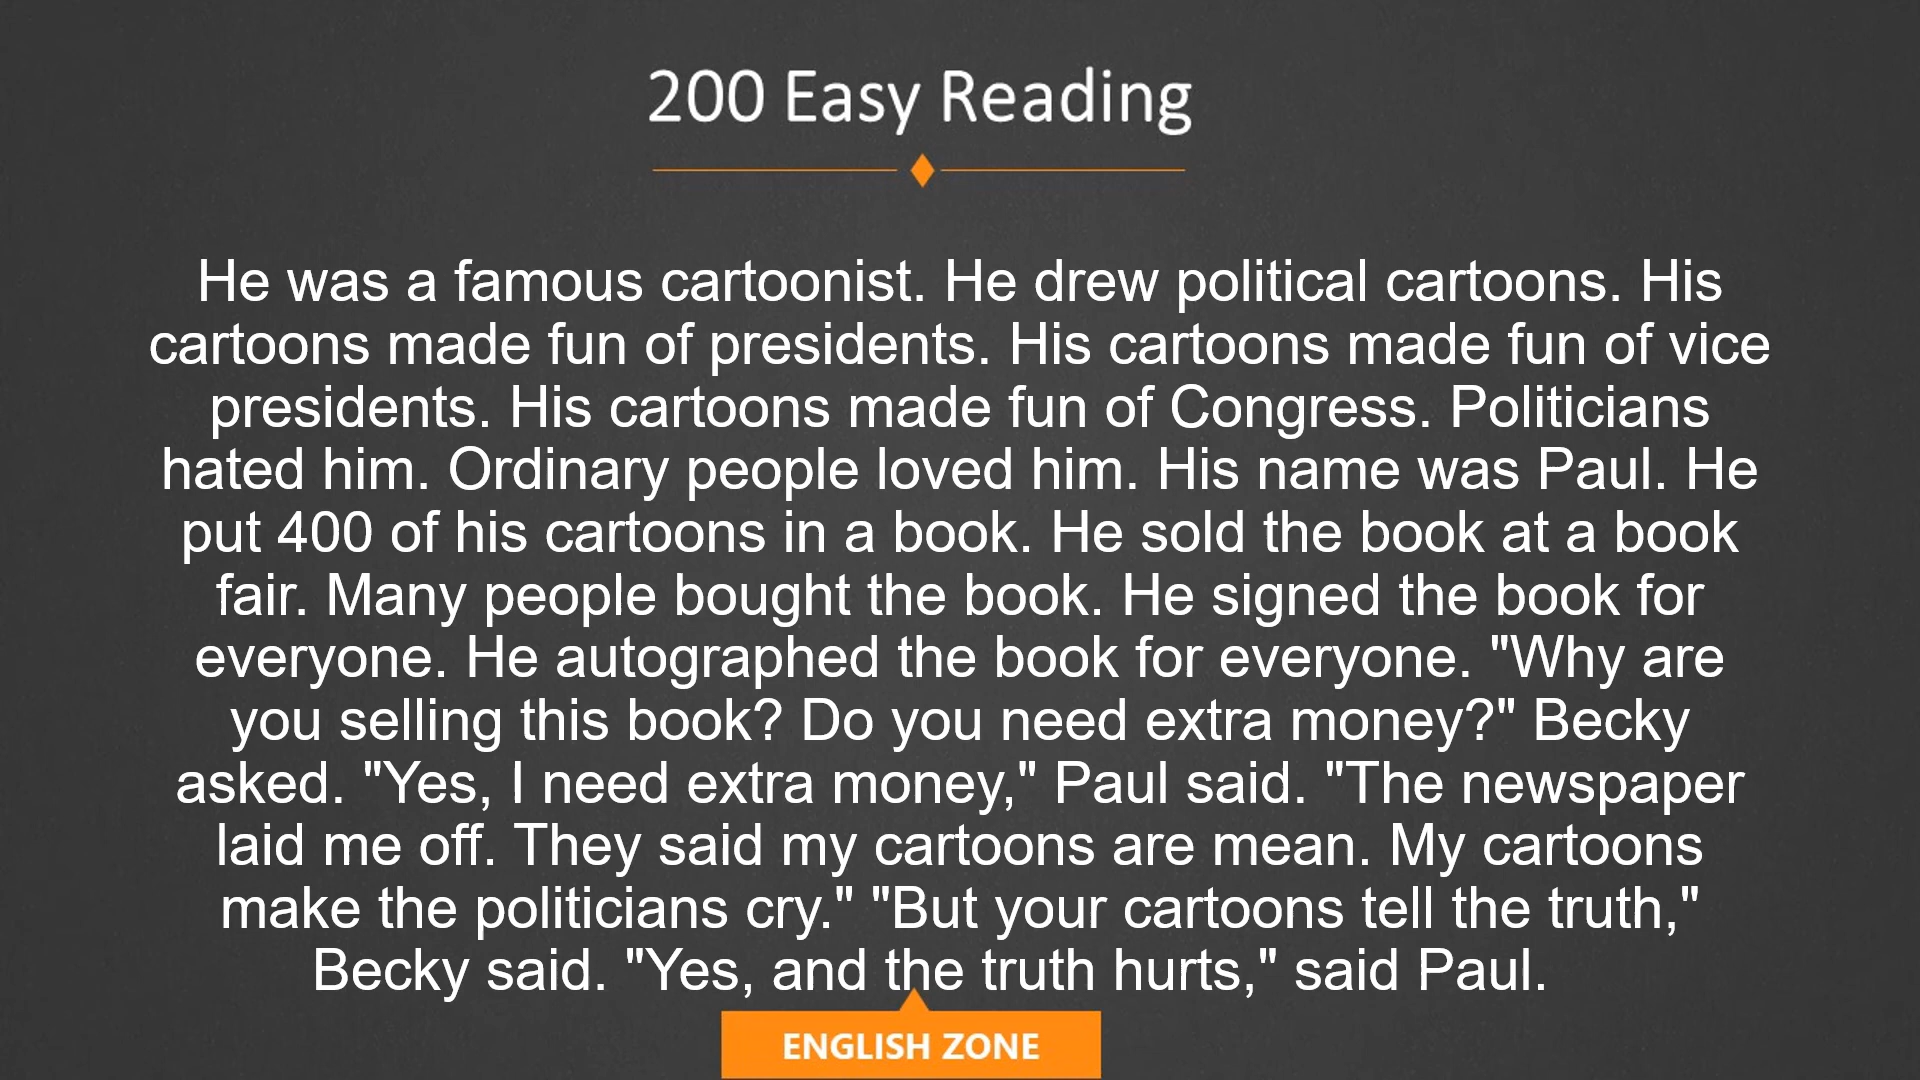 200 Easy Reading
He was a famous cartoonist. He drew political cartoons. His
cartoons made fun of presidents. His cartoons made fun of vice
presidents. His cartoons made fun of Congress. Politicians
hated him. Ordinary people loved him. His name was Paul. He
put 400 of his cartoons in a book. He sold the book at a book
fair. Many people bought the book. He signed the book for
everyone. He autographed the book for everyone. "Why are
you selling this book? Do you need extra money?" Becky
asked. "Yes, I need extra money," Paul said. "The newspaper
laid me off. They said my cartoons are mean. My cartoons
make the politicians cry." "But your cartoons tell the truth,"
Becky said. "Yes, and the truth hurts," said Paul.
ENGLISH ZONE